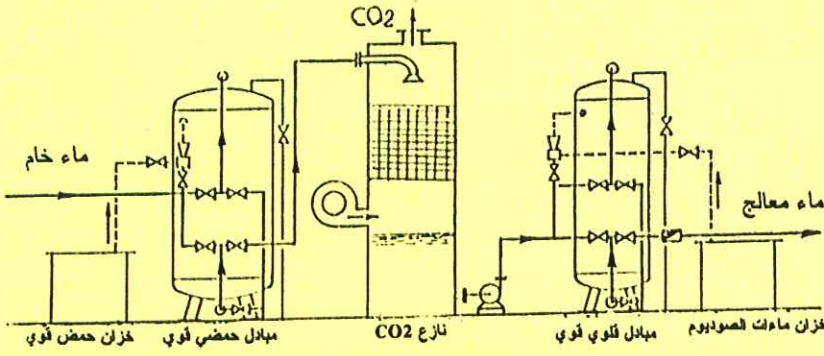 CO2
ماء خام
ماء معالج
خزان حمض قوي
مبادل حمضي قوي
نازع CO2
مبادل قلوي قوي
خزان ماءات الصوديوم